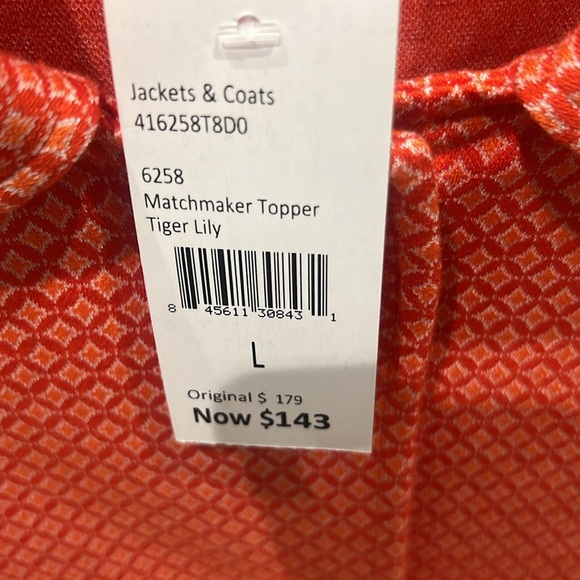 Jackets & Coats
416258T8D0
6258
Matchmaker Topper
Tiger Lily
8 45611 30843 1
L
Original $ 179
Now $143